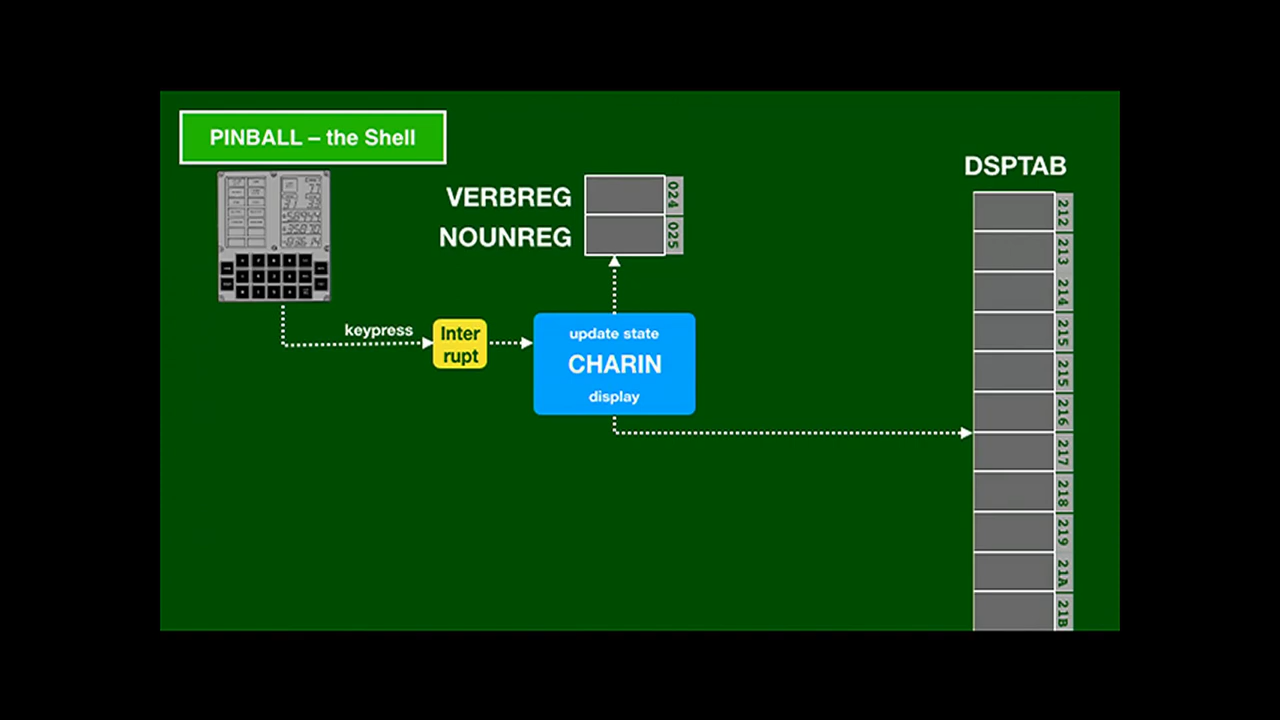 PINBALL – the Shell
DSPTAB
VERBREG
024
NOUNREG
025
keypress
Inter
rupt
update state
CHARIN
display
212
213
214
215
215
216
217
218
219
21A
21B